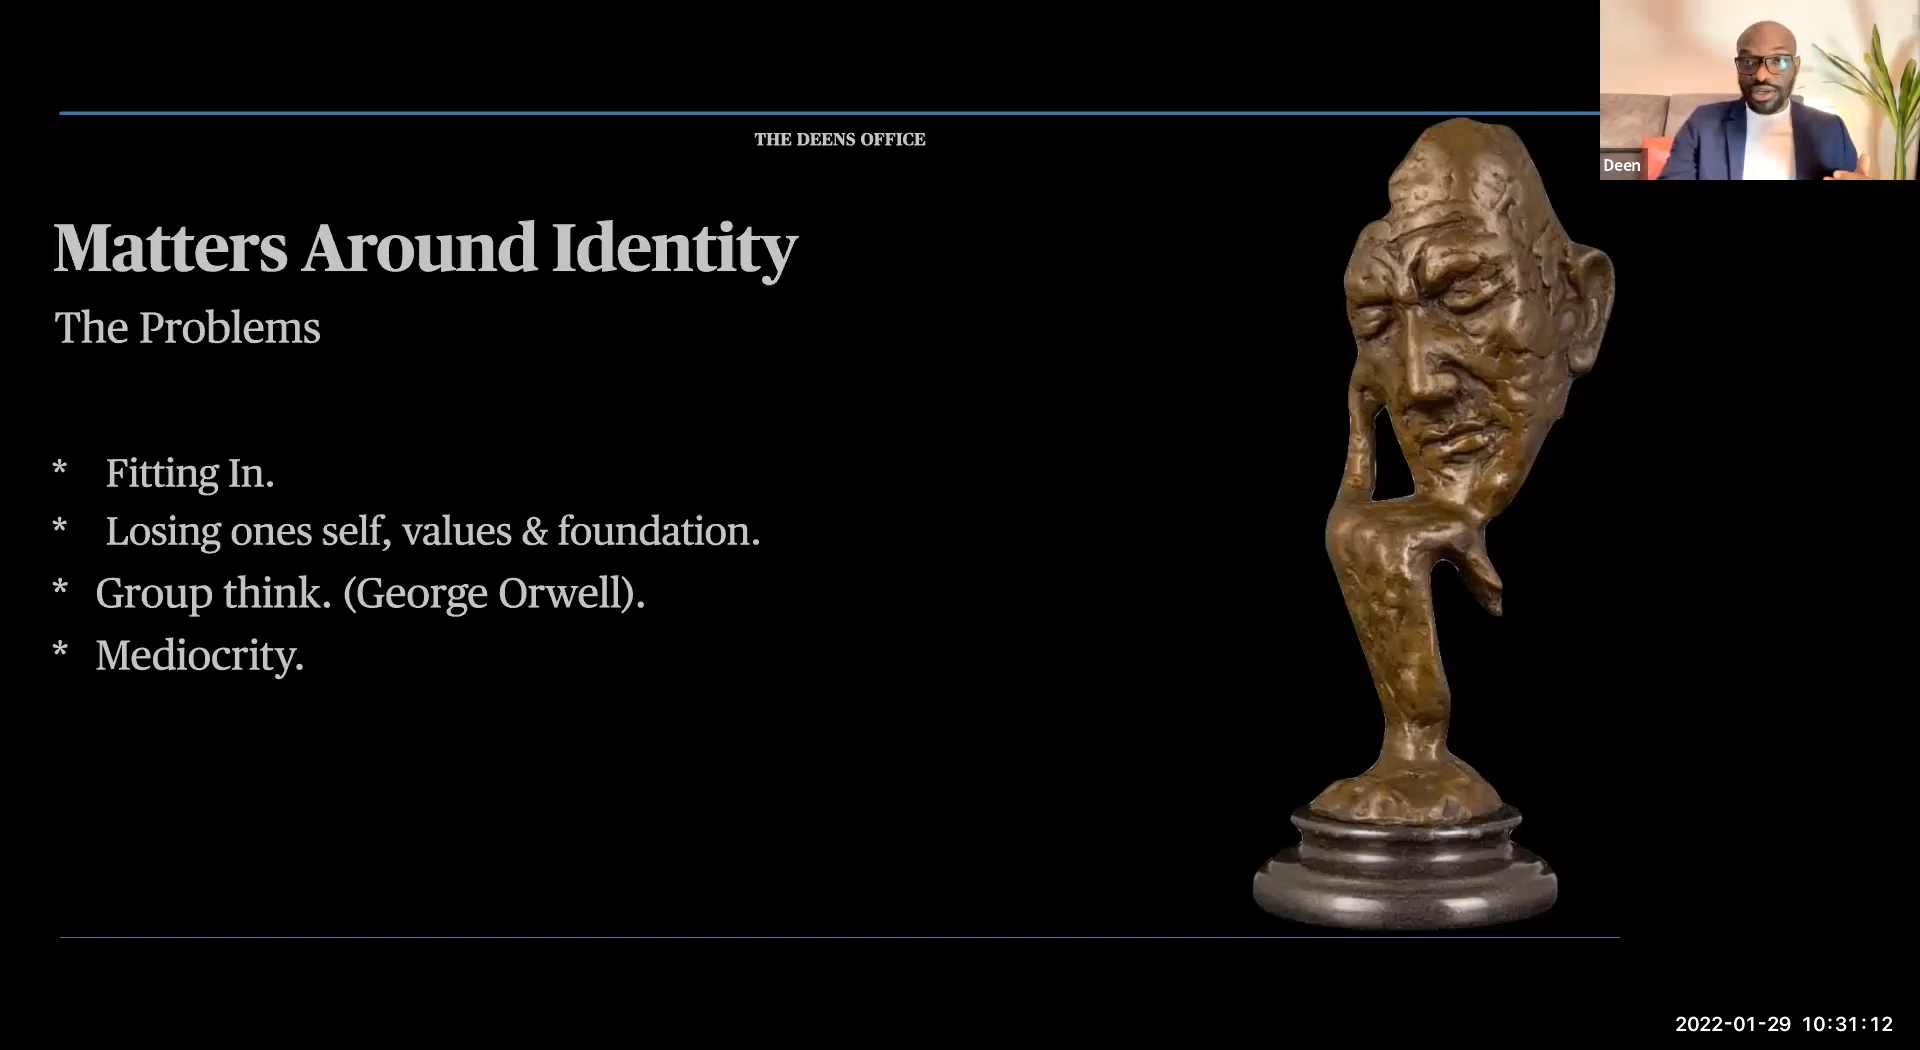 THE DEENS OFFICE
Deen
Matters Around Identity
The Problems
* Fitting In.
* Losing ones self, values & foundation.
* Group think. (George Orwell).
* Mediocrity.
2022-01-29 10:31:12